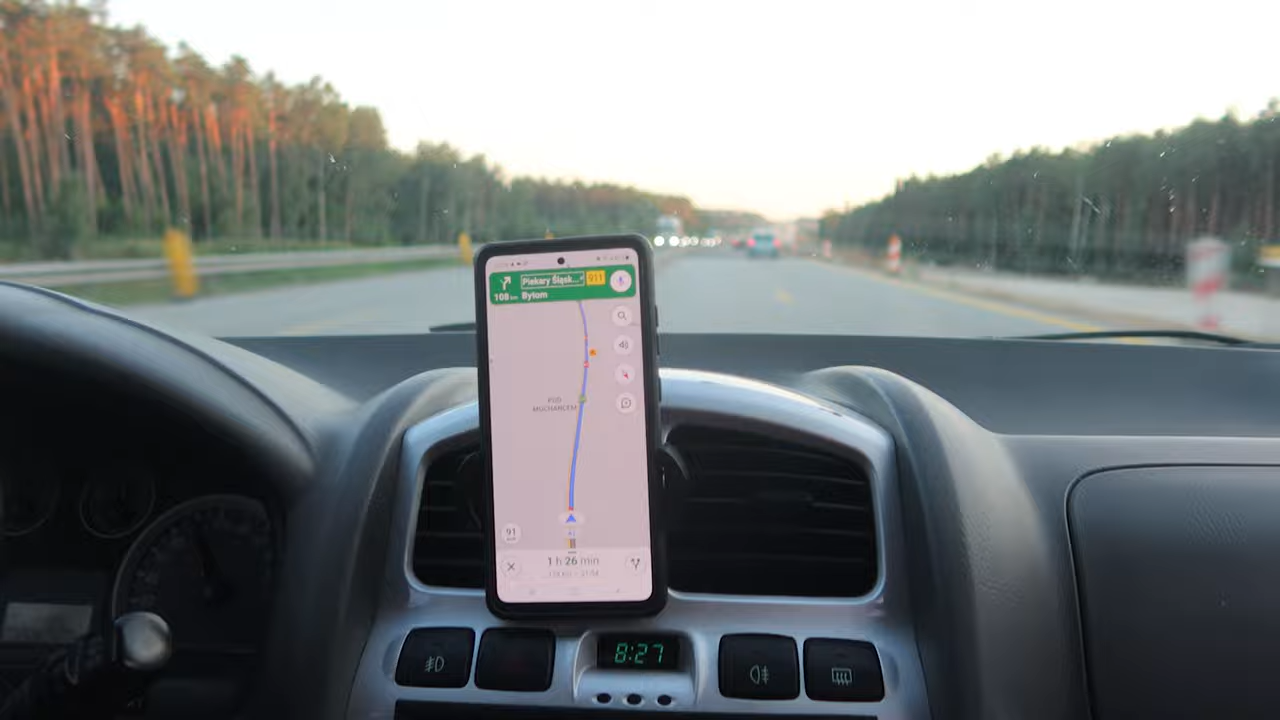 Piekary Śląsk... 911
108 km Bytom
POD
MUCHARCEM
91
1 h 26 min
8:27